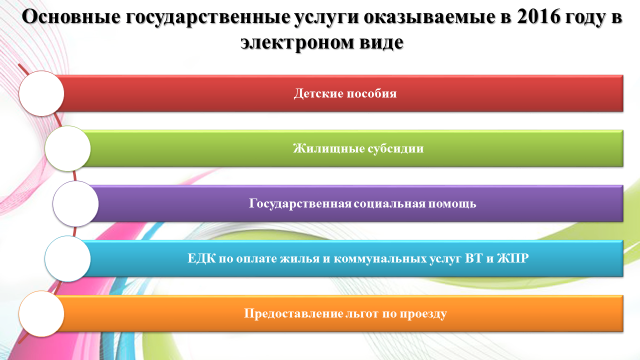 Основные государственные услуги оказываемые в 2016 году в
электроном виде
Детские пособия
Жилищные субсидии
Государственная социальная помощь
ЕДК по оплате жилья и коммунальных услуг ВТ и ЖПР
Предоставление льгот по проезду